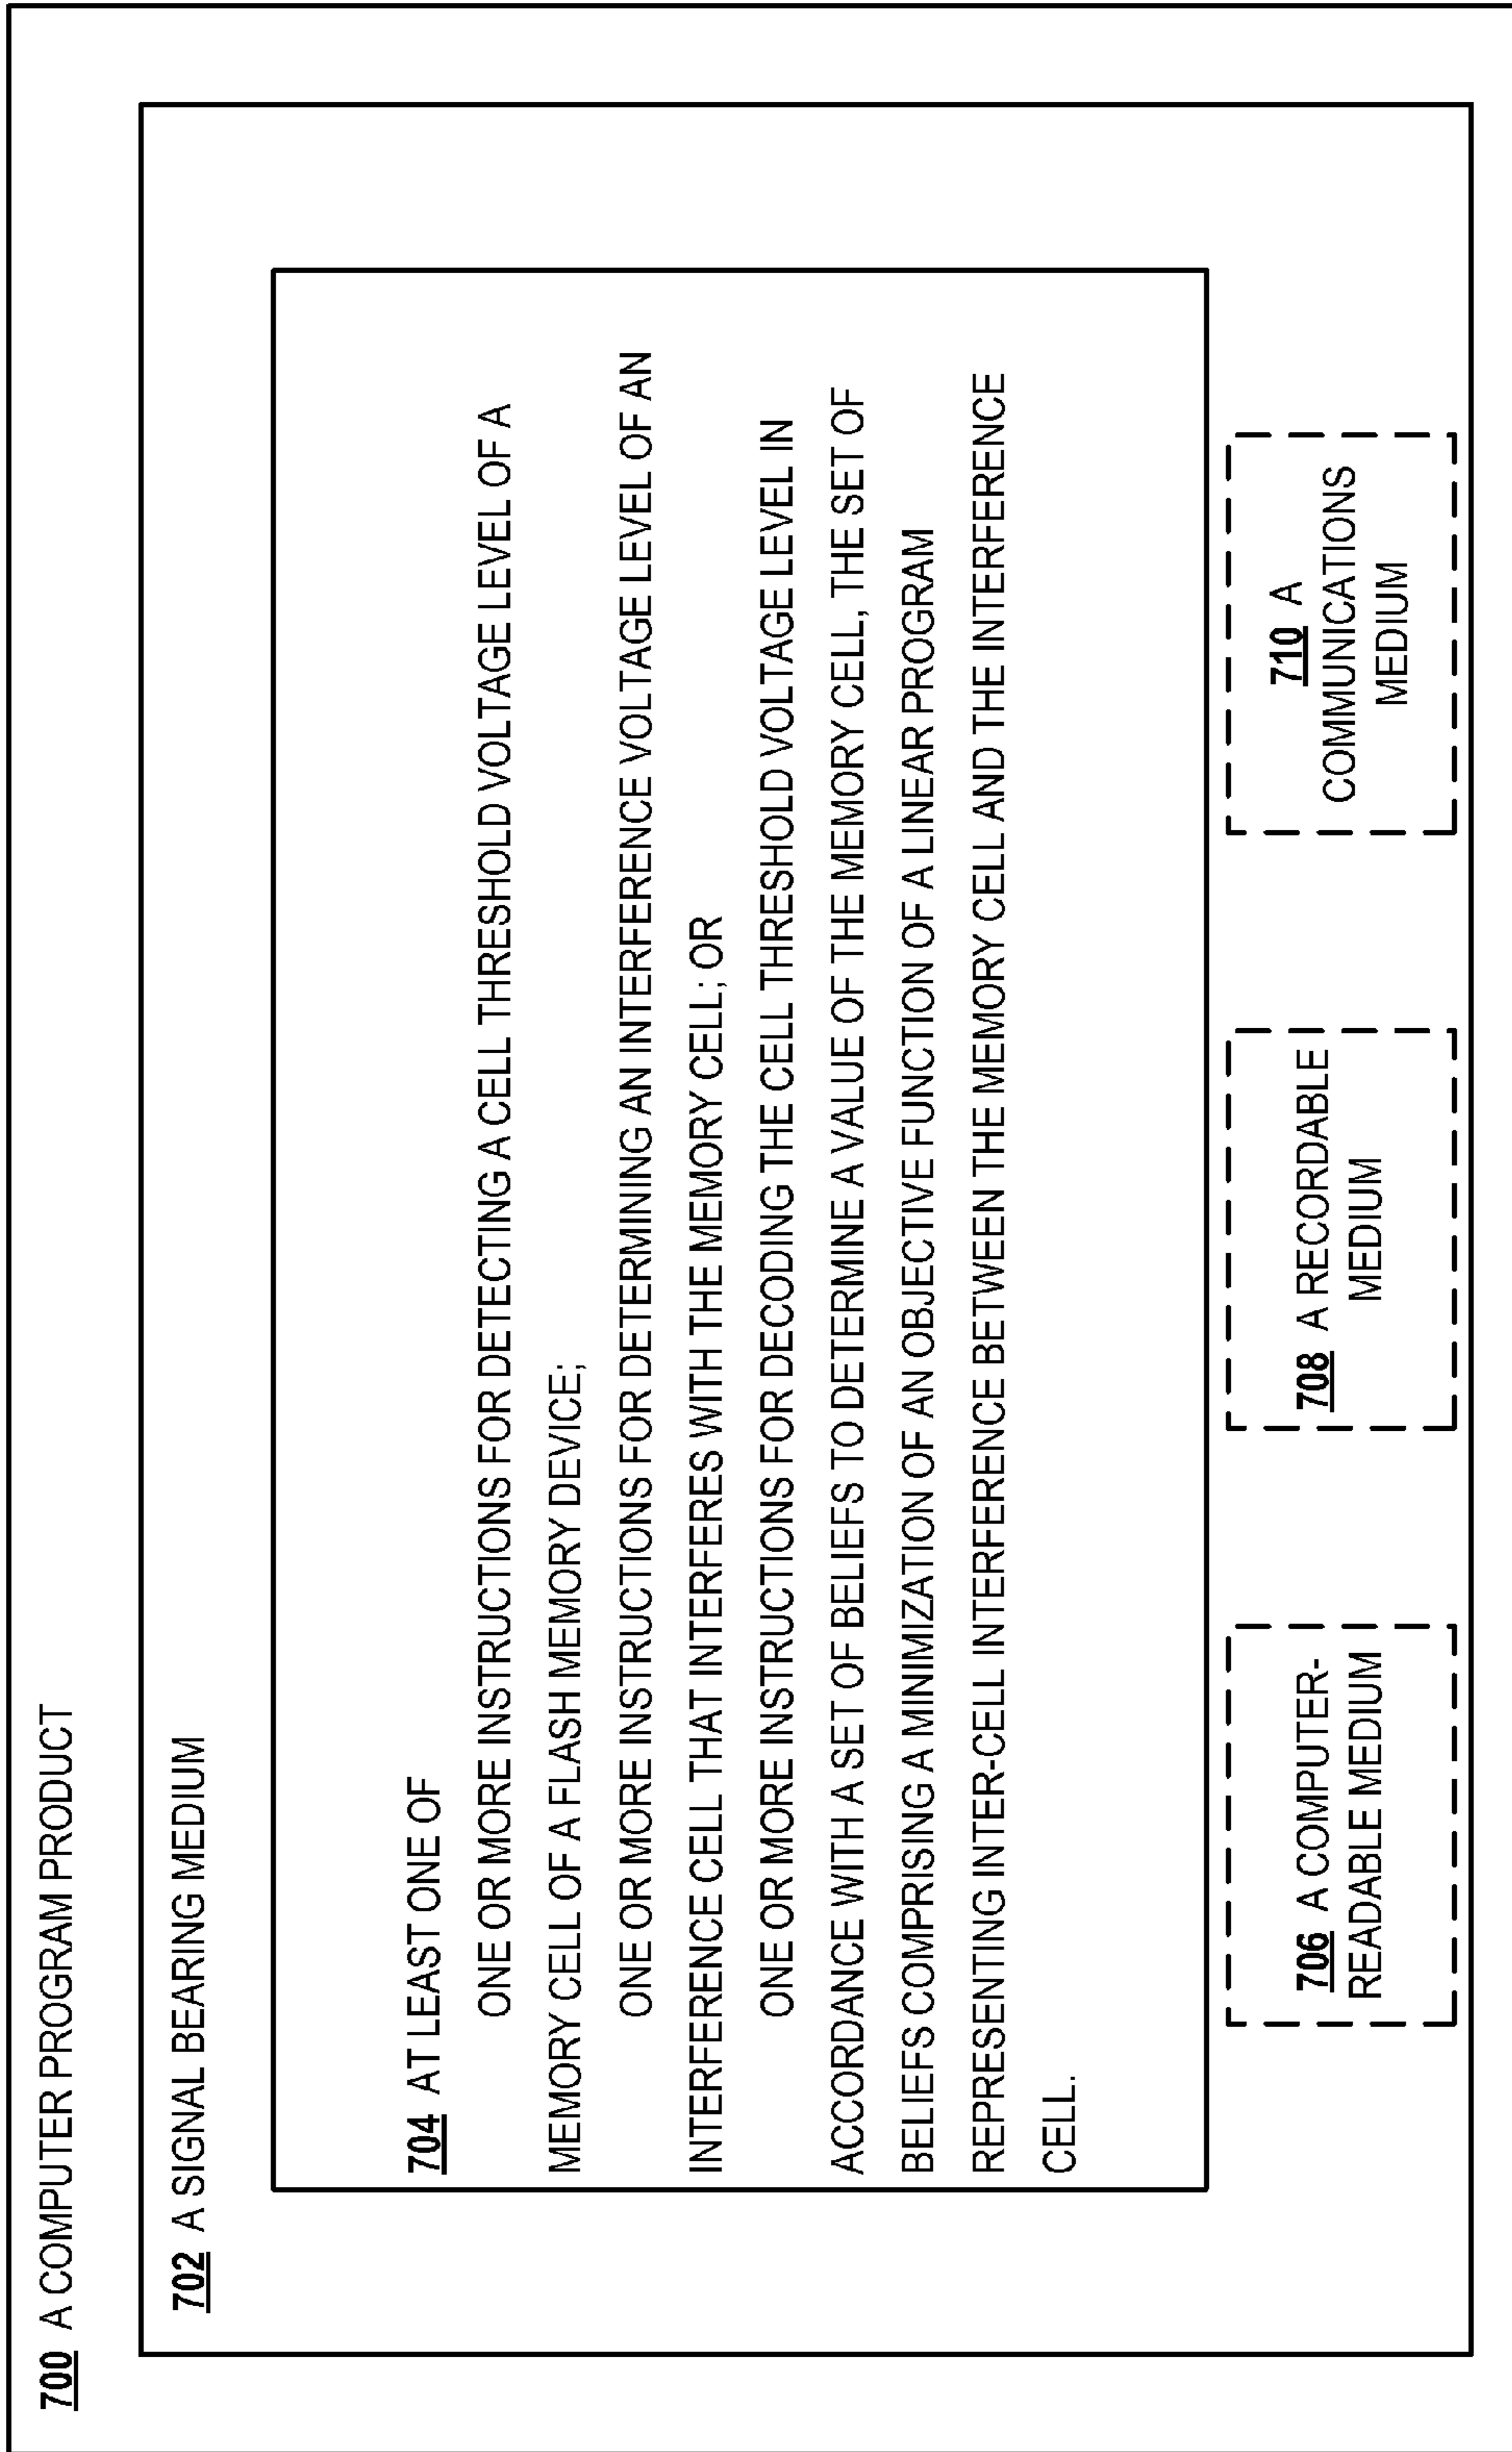 700 A COMPUTER PROGRAM PRODUCT
702 A SIGNAL BEARING MEDIUM
704 AT LEAST ONE OF
ONE OR MORE INSTRUCTIONS FOR DETECTING A CELL THRESHOLD VOLTAGE LEVEL OF A
MEMORY CELL OF A FLASH MEMORY DEVICE;
ONE OR MORE INSTRUCTIONS FOR DETERMINING AN INTERFERENCE VOLTAGE LEVEL OF AN
INTERFERENCE CELL THAT INTERFERES WITH THE MEMORY CELL; OR
ONE OR MORE INSTRUCTIONS FOR DECODING THE CELL THRESHOLD VOLTAGE LEVEL IN
ACCORDANCE WITH A SET OF BELIEFS TO DETERMINE A VALUE OF THE MEMORY CELL, THE SET OF
BELIEFS COMPRISING A MINIMIZATION OF AN OBJECTIVE FUNCTION OF A LINEAR PROGRAM
REPRESENTING INTER-CELL INTERFERENCE BETWEEN THE MEMORY CELL AND THE INTERFERENCE
CELL.
706 A COMPUTER-
READABLE MEDIUM
708 A RECORDABLE
MEDIUM
710 A
COMMUNICATIONS
MEDIUM